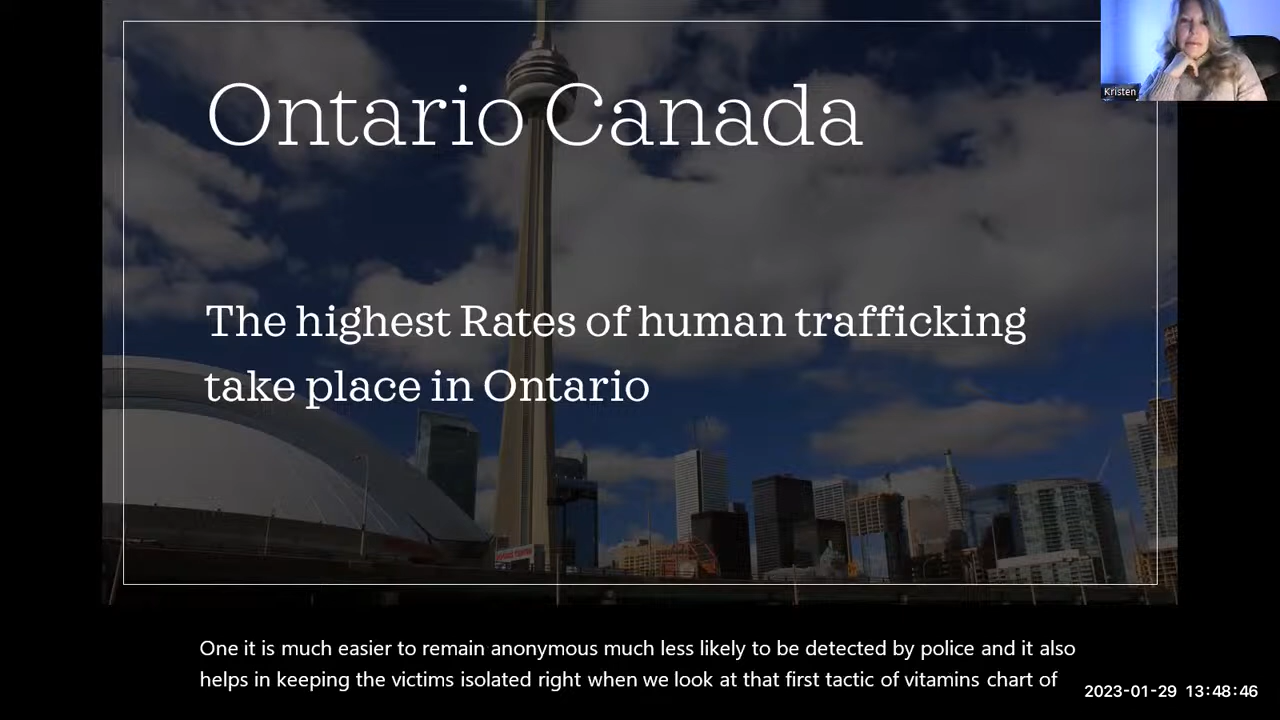 Ontario Canada
Kristen
The highest Rates of human trafficking
take place in Ontario
One it is much easier to remain anonymous much less likely to be detected by police and it also
helps in keeping the victims isolated right when we look at that first tactic of vitamins chart of
2023-01-29 13:48:46